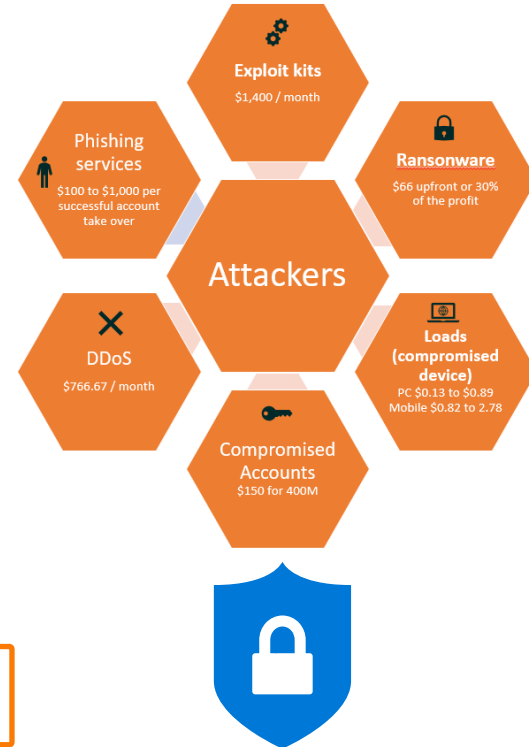 Exploit kits
$1,400 / month
Phishing
services
$100 to $1,000 per
successful account
take over
Ransonware
$66 upfront or 30%
of the profit
Attackers
DDoS
$766.67 / month
Loads
(compromised
device)
PC $0.13 to $0.89
Mobile $0.82 to 2.78
Compromised
Accounts
$150 for 400M